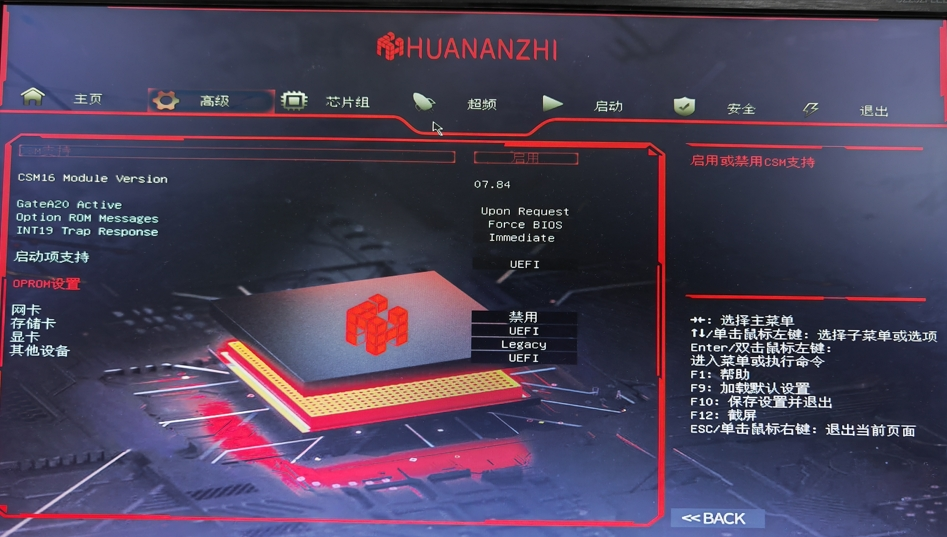 HUANANZHI
主页 高级 芯片组 超频 启动 安全 退出
支持 启用
CSM16 Module Version 07.84
GateA20 Active Upon Request
Option ROM Messages Force BIOS
INT19 Trap Response Immediate
启动项支持 UEFI
OPROM设置
网卡 禁用
存储卡 UEFI
显卡 Legacy
其他设备 UEFI
启用或禁用CSM支持
→←: 选择主菜单
↑↓/单击鼠标左键: 选择子菜单或选项
Enter/双击鼠标左键:
进入菜单或执行命令
F1: 帮助
F9: 加载默认设置
F10: 保存设置并退出
F12: 截屏
ESC/单击鼠标右键: 退出当前页面
<<BACK